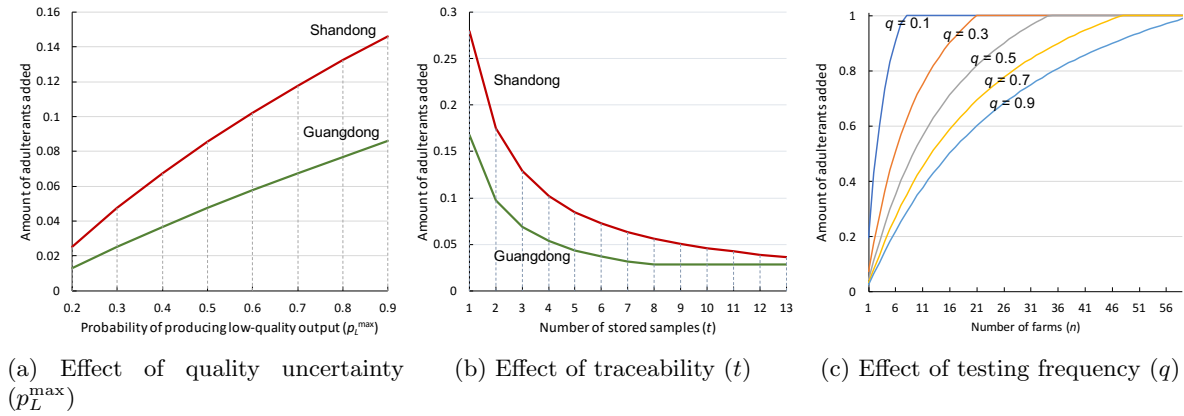 Amount of adulterants added
0.16
0.14
0.12
0.1
0.08
0.06
0.04
0.02
0
Shandong
Guangdong
0.2 0.3 0.4 0.5 0.6 0.7 0.8 0.9
Probability of producing low-quality output (p_L^max)
(a) Effect of quality uncertainty
(p_L^max)
Amount of adulterants added
0.3
0.25
0.2
0.15
0.1
0.05
0
Shandong
Guangdong
1 2 3 4 5 6 7 8 9 10 11 12 13
Number of stored samples (t)
(b) Effect of traceability (t)
Amount of adulterants added
1
0.8
0.6
0.4
0.2
0
q = 0.1
q = 0.3
q = 0.5
q = 0.7
q = 0.9
1 6 11 16 21 26 31 36 41 46 51 56
Number of farms (n)
(c) Effect of testing frequency (q)